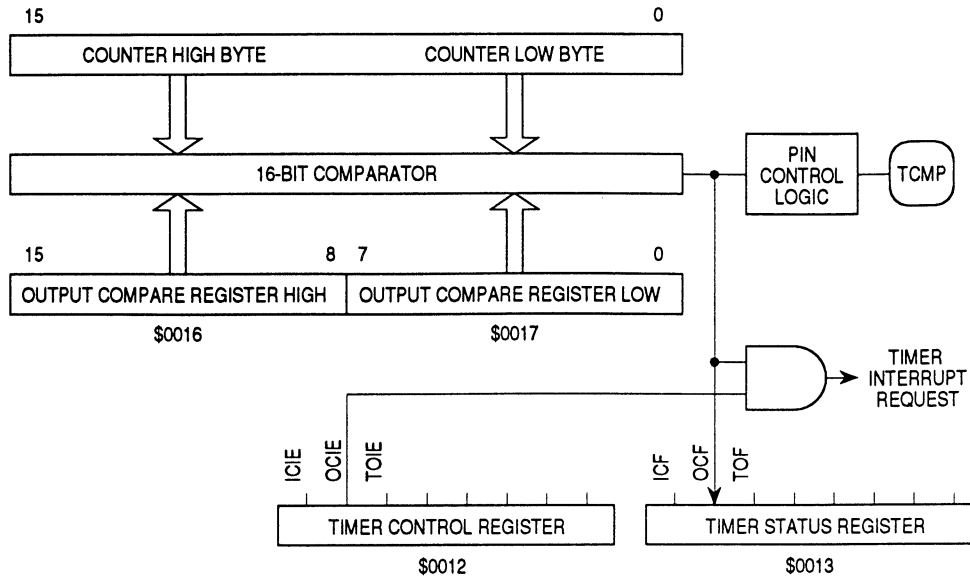 15 0
COUNTER HIGH BYTE COUNTER LOW BYTE
16-BIT COMPARATOR
PIN
CONTROL
LOGIC
TCMP
15 8 7 0
OUTPUT COMPARE REGISTER HIGH OUTPUT COMPARE REGISTER LOW
$0016 $0017
TIMER
INTERRUPT
REQUEST
ICIE OCIE TOIE ICF OCF TOF
TIMER CONTROL REGISTER TIMER STATUS REGISTER
$0012 $0013